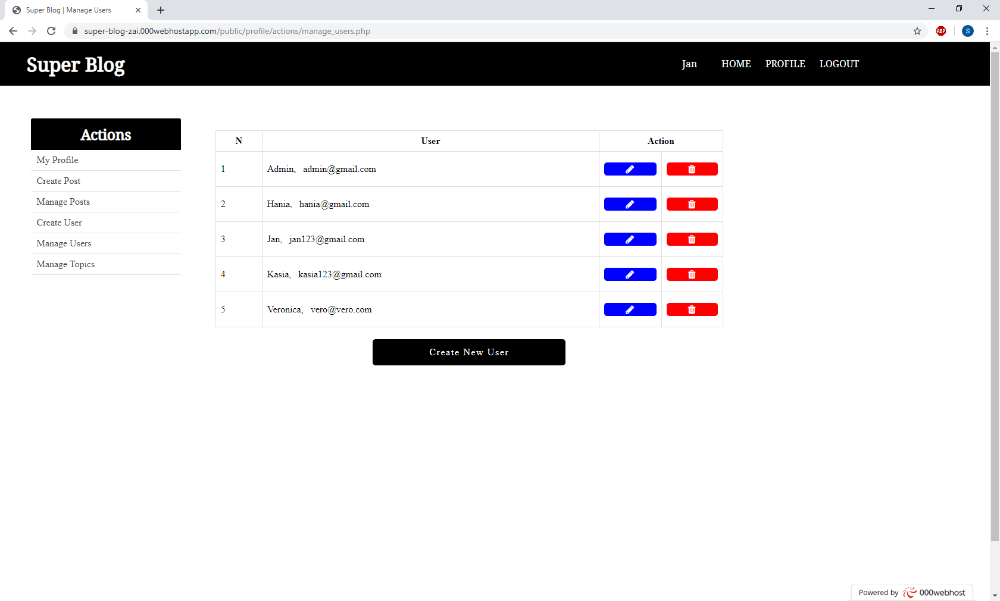 Super Blog | Manage Users
super-blog-zai.000webhostapp.com/public/profile/actions/manage_users.php
ABP
S
Super Blog
Jan HOME PROFILE LOGOUT
Actions
My Profile
Create Post
Manage Posts
Create User
Manage Users
Manage Topics
N User Action
1 Admin, admin@gmail.com
2 Hania, hania@gmail.com
3 Jan, jan123@gmail.com
4 Kasia, kasia123@gmail.com
5 Veronica, vero@vero.com
Create New User
Powered by 000webhost